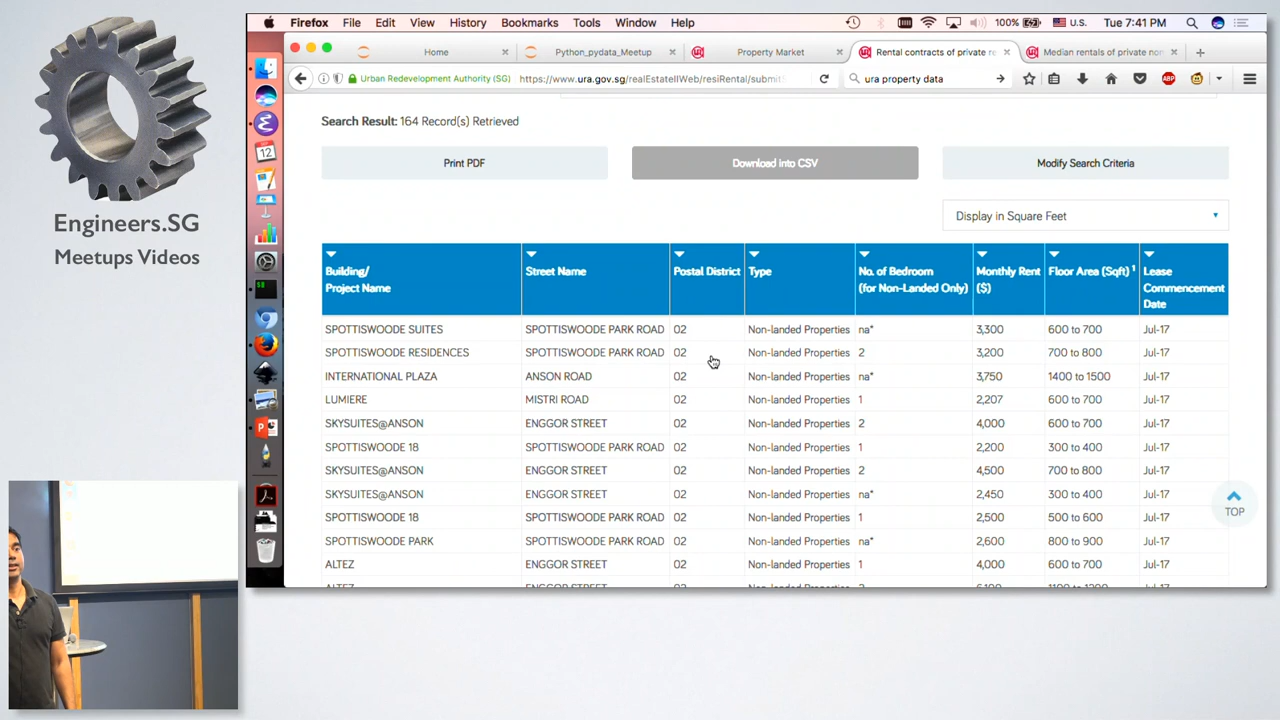 Firefox File Edit View History Bookmarks Tools Window Help 100% U.S. Tue 7:41 PM
Home Python_pydata_Meetup Property Market Rental contracts of private re Median rentals of private non
Urban Redevelopment Authority (SG) https://www.ura.gov.sg/realEstateIIWeb/resiRental/submit ura property data ABP
Search Result: 164 Record(s) Retrieved
Print PDF Download into CSV Modify Search Criteria
Display in Square Feet
Building/ Project Name Street Name Postal District Type No. of Bedroom (for Non-Landed Only) Monthly Rent ($) Floor Area (Sqft) 1 Lease Commencement Date
SPOTTISWOODE SUITES SPOTTISWOODE PARK ROAD 02 Non-landed Properties na* 3,300 600 to 700 Jul-17
SPOTTISWOODE RESIDENCES SPOTTISWOODE PARK ROAD 02 Non-landed Properties 2 3,200 700 to 800 Jul-17
INTERNATIONAL PLAZA ANSON ROAD 02 Non-landed Properties na* 3,750 1400 to 1500 Jul-17
LUMIERE MISTRI ROAD 02 Non-landed Properties 1 2,207 600 to 700 Jul-17
SKYSUITES@ANSON ENGGOR STREET 02 Non-landed Properties 2 4,000 600 to 700 Jul-17
SPOTTISWOODE 18 SPOTTISWOODE PARK ROAD 02 Non-landed Properties 1 2,200 300 to 400 Jul-17
SKYSUITES@ANSON ENGGOR STREET 02 Non-landed Properties 2 4,500 700 to 800 Jul-17
SKYSUITES@ANSON ENGGOR STREET 02 Non-landed Properties na* 2,450 300 to 400 Jul-17
SPOTTISWOODE 18 SPOTTISWOODE PARK ROAD 02 Non-landed Properties 1 2,500 500 to 600 Jul-17
SPOTTISWOODE PARK SPOTTISWOODE PARK ROAD 02 Non-landed Properties na* 2,600 800 to 900 Jul-17
ALTEZ ENGGOR STREET 02 Non-landed Properties 1 4,000 600 to 700 Jul-17
TOP
Engineers.SG
Meetups Videos